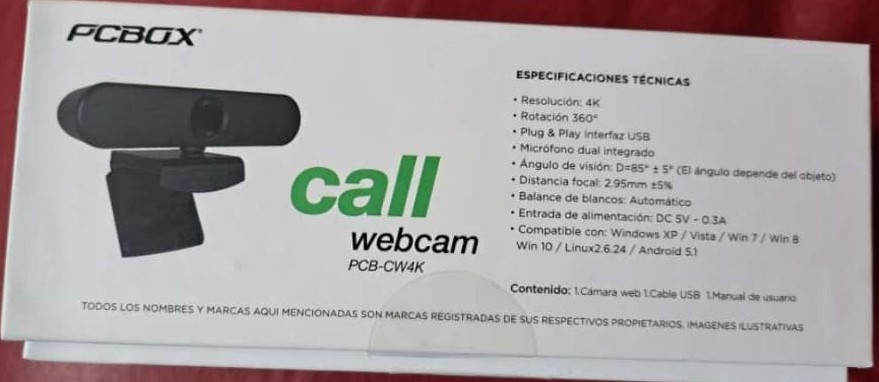 PCBOX
ESPECIFICACIONES TÉCNICAS
• Resolución: 4K
• Rotación 360°
• Plug & Play Interfaz USB
• Micrófono dual integrado
• Ángulo de visión: D=85° ± 5° (El ángulo depende del objeto)
• Distancia focal: 2.95mm ±5%
• Balance de blancos: Automático
• Entrada de alimentación: DC 5V - 0.3A
• Compatible con: Windows XP / Vista / Win 7 / Win 8
Win 10 / Linux2.6.24 / Android 5.1
call
webcam
PCB-CW4K
Contenido: 1.Cámara web 1.Cable USB 1.Manual de usuario
TODOS LOS NOMBRES Y MARCAS AQUI MENCIONADAS SON MARCAS REGISTRADAS DE SUS RESPECTIVOS PROPIETARIOS. IMAGENES ILUSTRATIVAS